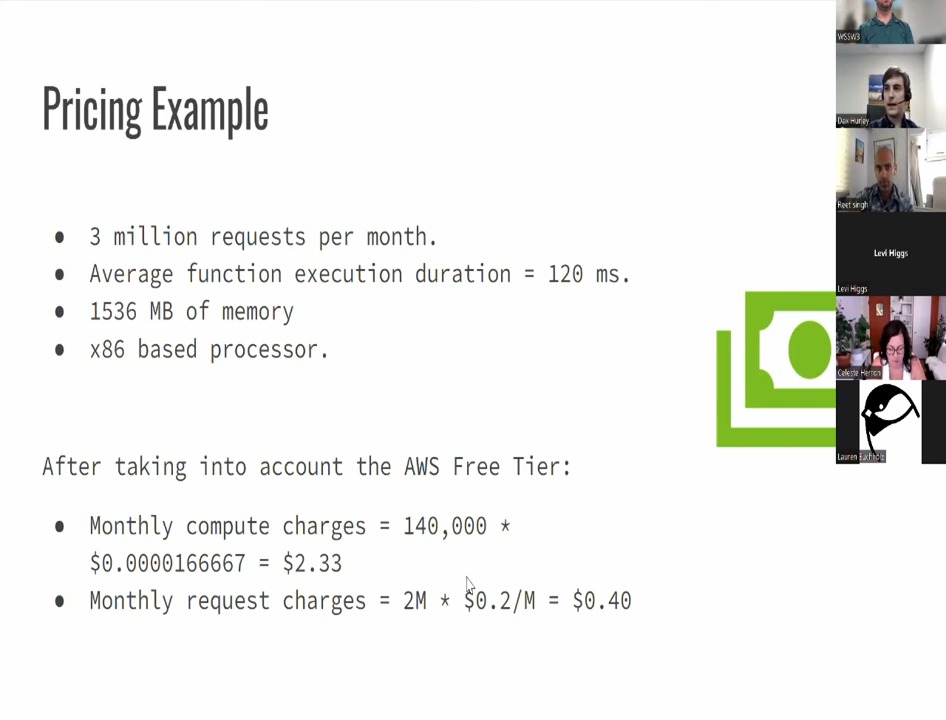 Pricing Example
● 3 million requests per month.
● Average function execution duration = 120 ms.
● 1536 MB of memory
● x86 based processor.
After taking into account the AWS Free Tier:
● Monthly compute charges = 140,000 *
$0.0000166667 = $2.33
● Monthly request charges = 2M * $0.2/M = $0.40
WSSW3
Dax Hurley
Reet singh
Levi Higgs
Levi Higgs
Celeste Herron
Lauren Buchholz